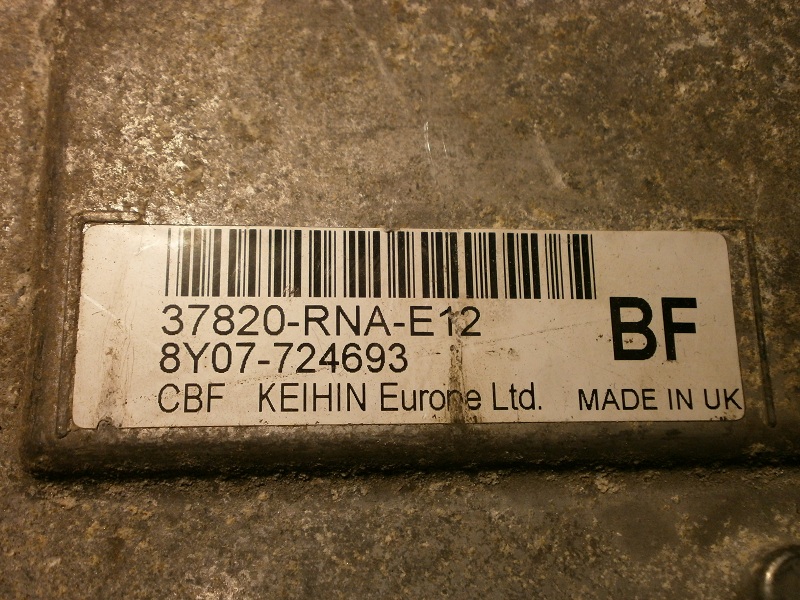 37820-RNA-E12
BF
8Y07-724693
CBF KEIHIN Europe Ltd. MADE IN UK